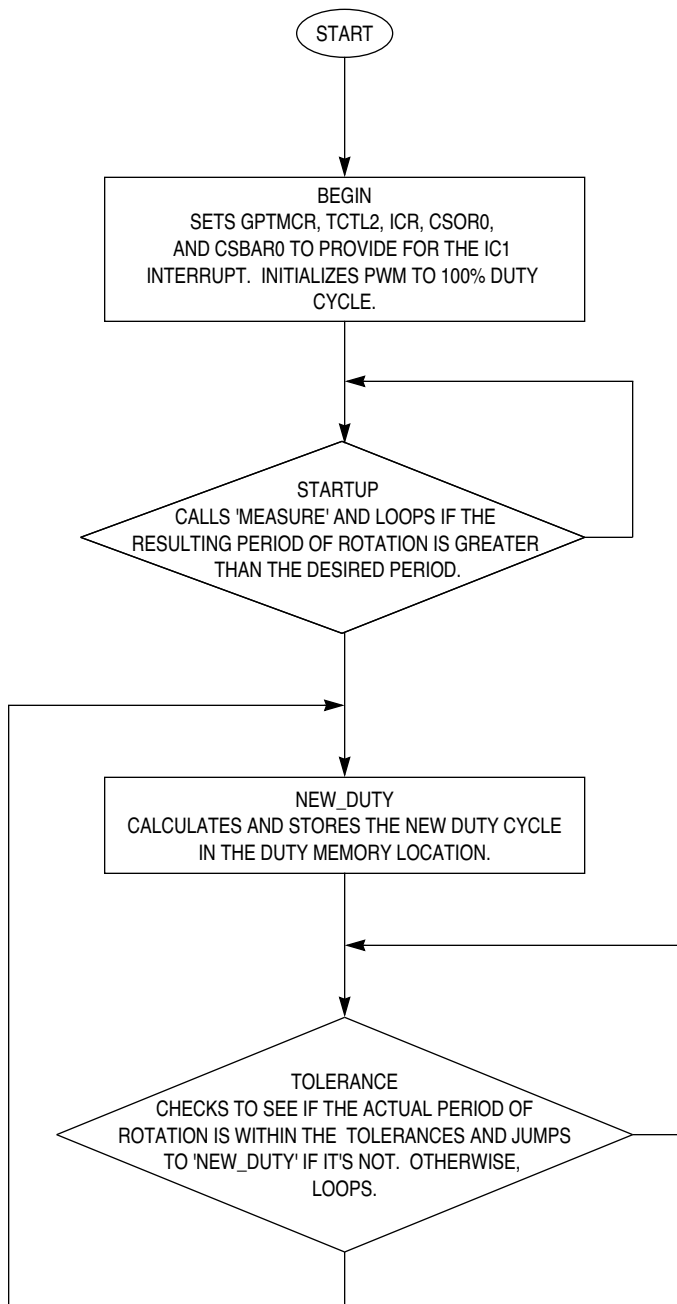 START
BEGIN
SETS GPTMCR, TCTL2, ICR, CSOR0,
AND CSBAR0 TO PROVIDE FOR THE IC1
INTERRUPT.  INITIALIZES PWM TO 100% DUTY
CYCLE.
STARTUP
CALLS 'MEASURE' AND LOOPS IF THE
RESULTING PERIOD OF ROTATION IS GREATER
THAN THE DESIRED PERIOD.
NEW_DUTY
CALCULATES AND STORES THE NEW DUTY CYCLE
IN THE DUTY MEMORY LOCATION.
TOLERANCE
CHECKS TO SEE IF THE ACTUAL PERIOD OF
ROTATION IS WITHIN THE  TOLERANCES AND JUMPS
TO 'NEW_DUTY' IF IT'S NOT.  OTHERWISE,
LOOPS.